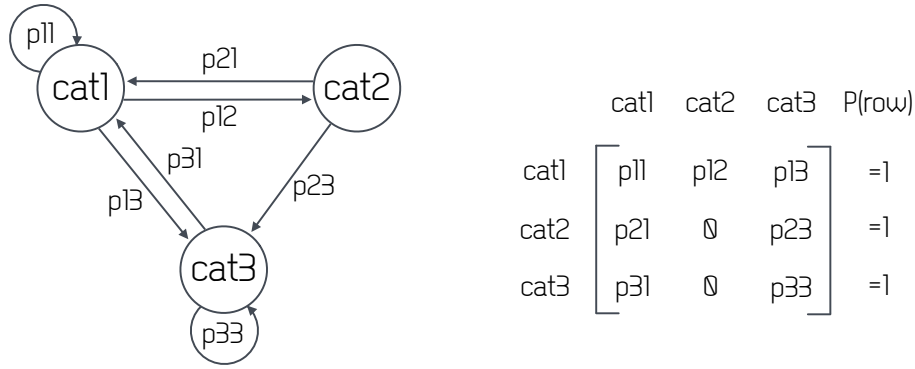 p11
cat1
p21
p12
cat2
p31
p13
p23
cat3
p33
cat1 cat2 cat3 P(row)
cat1 p11 p12 p13 =1
cat2 p21 0 p23 =1
cat3 p31 0 p33 =1